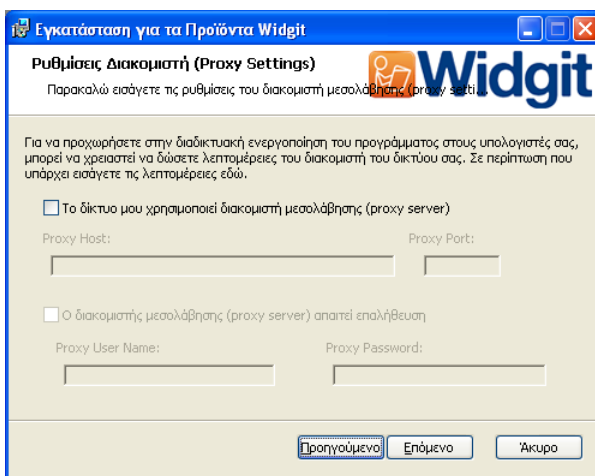 Εγκατάσταση για τα Προϊόντα Widgit
Ρυθμίσεις Διακομιστή (Proxy Settings)
Widgit
Παρακαλώ εισάγετε τις ρυθμίσεις του διακομιστή μεσολάβησης (proxy setti...
Για να προχωρήσετε στην διαδικτυακή ενεργοποίηση του προγράμματος στους υπολογιστές σας,
μπορεί να χρειαστεί να δώσετε λεπτομέρειες του διακομιστή του δικτύου σας. Σε περίπτωση που
υπάρχει εισάγετε τις λεπτομέρειες εδώ.
Το δίκτυο μου χρησιμοποιεί διακομιστή μεσολάβησης (proxy server)
Proxy Host: Proxy Port:
Ο διακομιστής μεσολάβησης (proxy server) απαιτεί επαλήθευση
Proxy User Name: Proxy Password:
Προηγούμενο Επόμενο Άκυρο